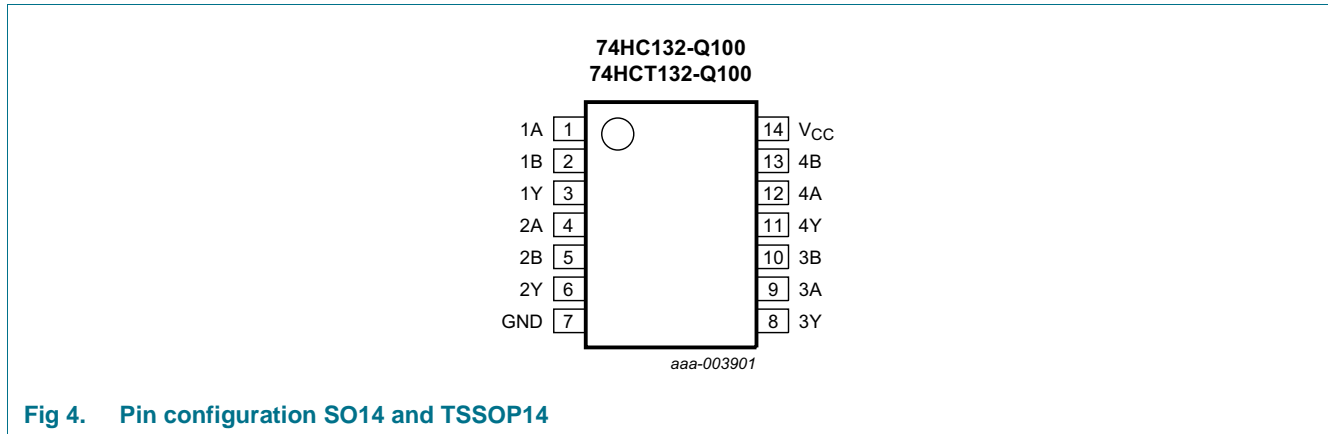 74HC132-Q100
74HCT132-Q100
1A 1 14 VCC
1B 2 13 4B
1Y 3 12 4A
2A 4 11 4Y
2B 5 10 3B
2Y 6 9 3A
GND 7 8 3Y
aaa-003901
Fig 4. Pin configuration SO14 and TSSOP14